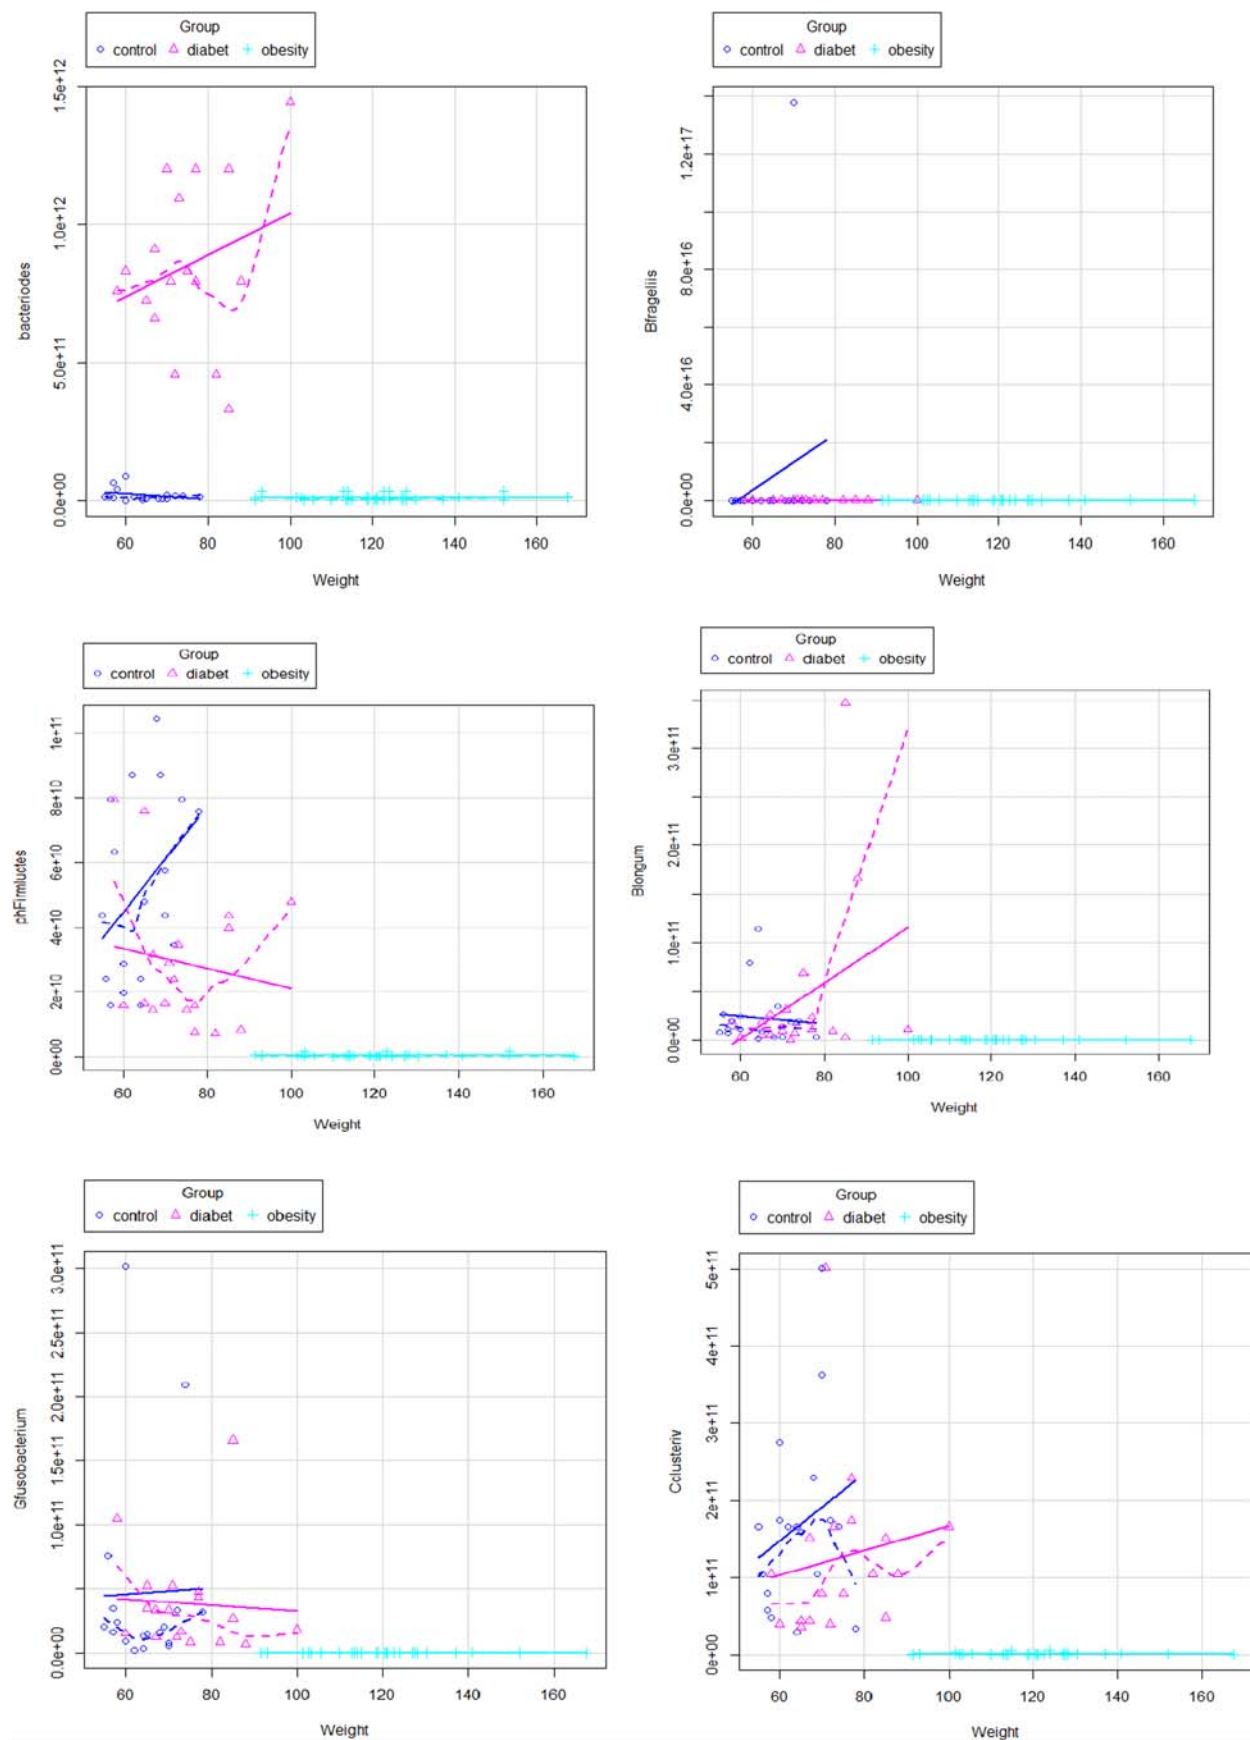 Group
control diabet obesity
bacteriodes
0.0e+00 5.0e+11 1.0e+12 1.5e+12
60 80 100 120 140 160
Weight
Group
control diabet obesity
Bfrageliis
0.0e+00 4.0e+16 8.0e+16 1.2e+17
60 80 100 120 140 160
Weight
Group
control diabet obesity
phFirmluctes
0e+00 2e+10 4e+10 6e+10 8e+10 1e+11
60 80 100 120 140 160
Weight
Group
control diabet obesity
Blongum
0.0e+00 1.0e+11 2.0e+11 3.0e+11
60 80 100 120 140 160
Weight
Group
control diabet obesity
Gfusobacterium
0.0e+00 1.0e+11 1.5e+11 2.0e+11 2.5e+11 3.0e+11
60 80 100 120 140 160
Weight
Group
control diabet obesity
Cclusteriv
0e+00 1e+11 2e+11 3e+11 4e+11 5e+11
60 80 100 120 140 160
Weight